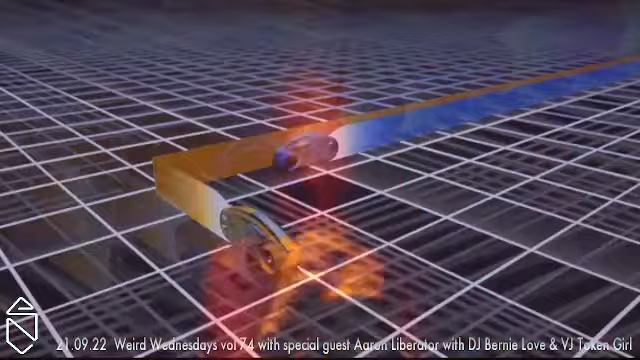 21.09.22 Weird Wednesdays vol 74 with special guest Aaron Liberator with DJ Bernie Love & VJ Token Girl